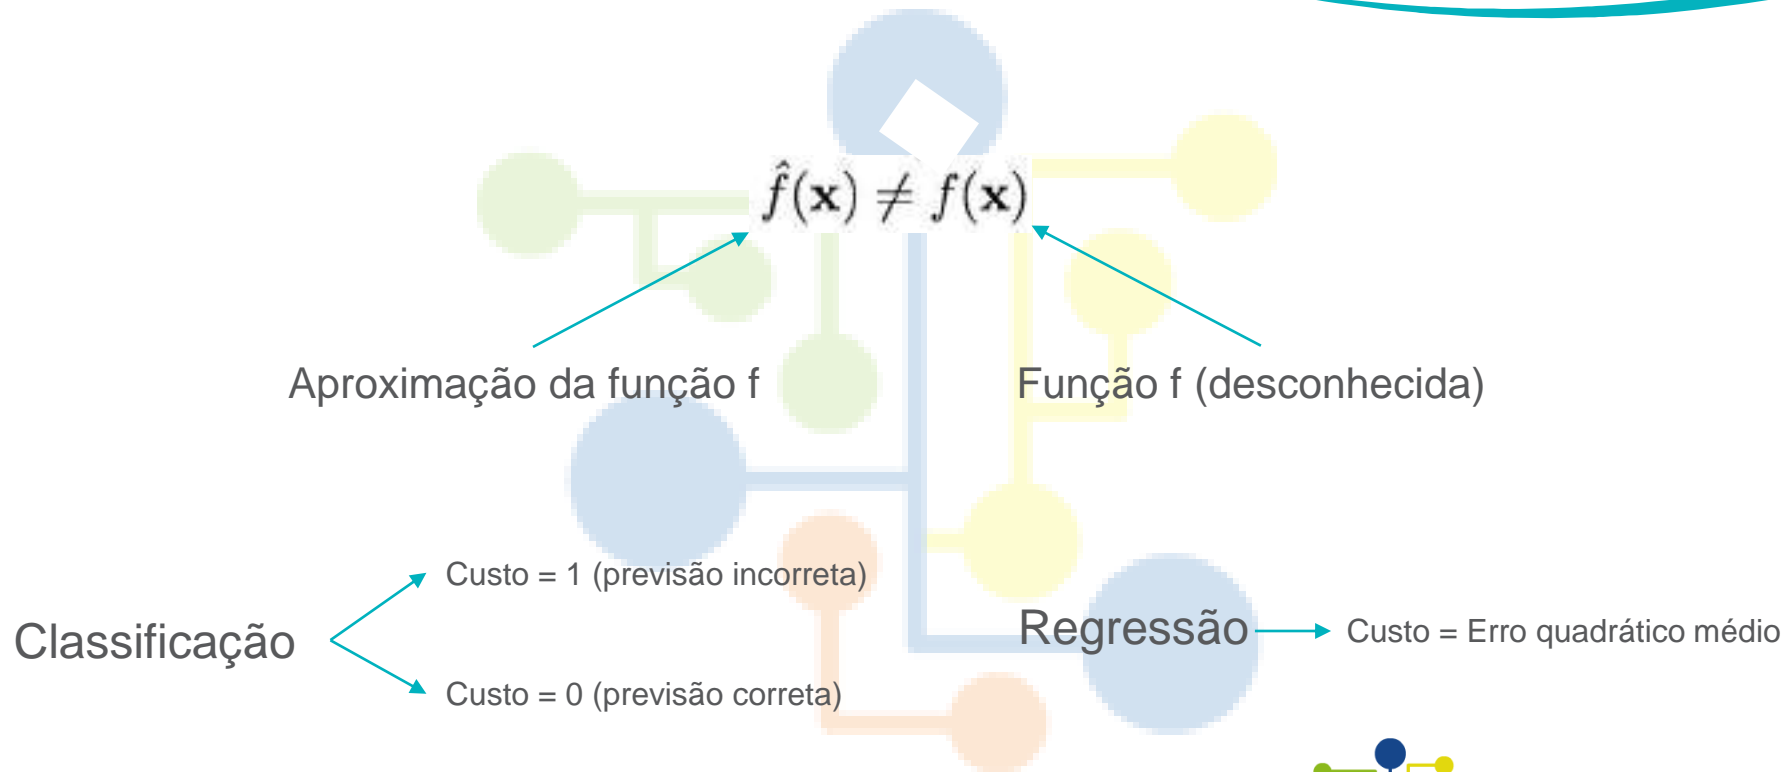 f̂(x) ≠ f(x)
Aproximação da função f
Função f (desconhecida)
Custo = 1 (previsão incorreta)
Classificação
Custo = 0 (previsão correta)
Regressão
Custo = Erro quadrático médio